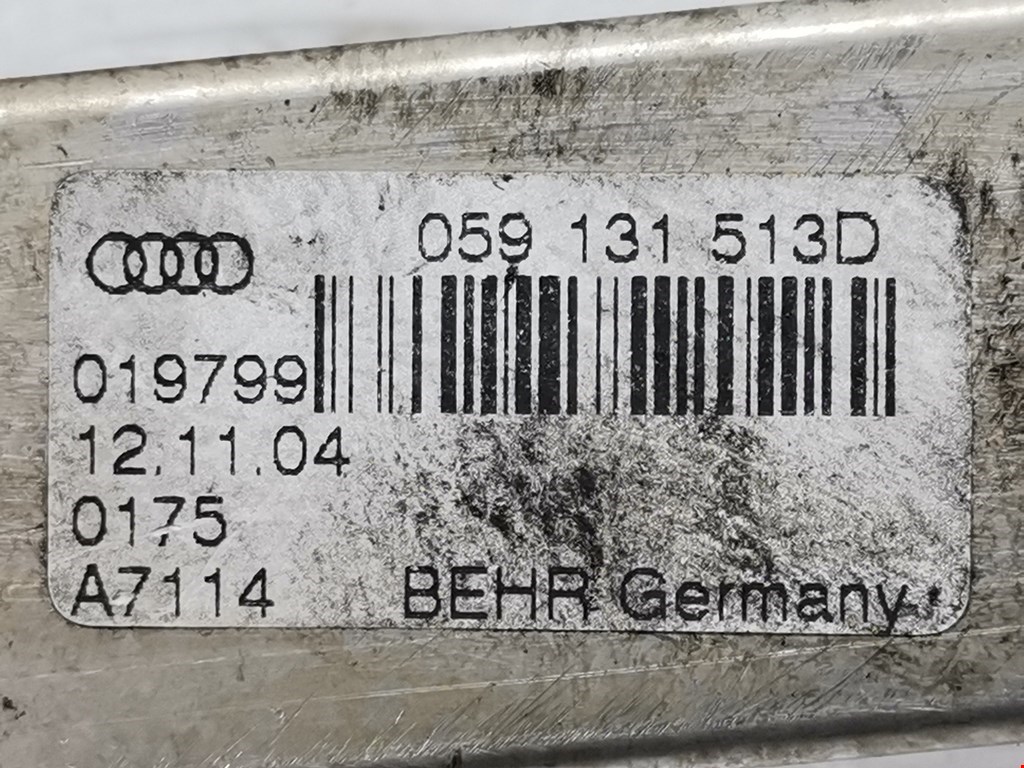 059 131 513D
019799
12.11.04
0175
A7114
BEHR Germany